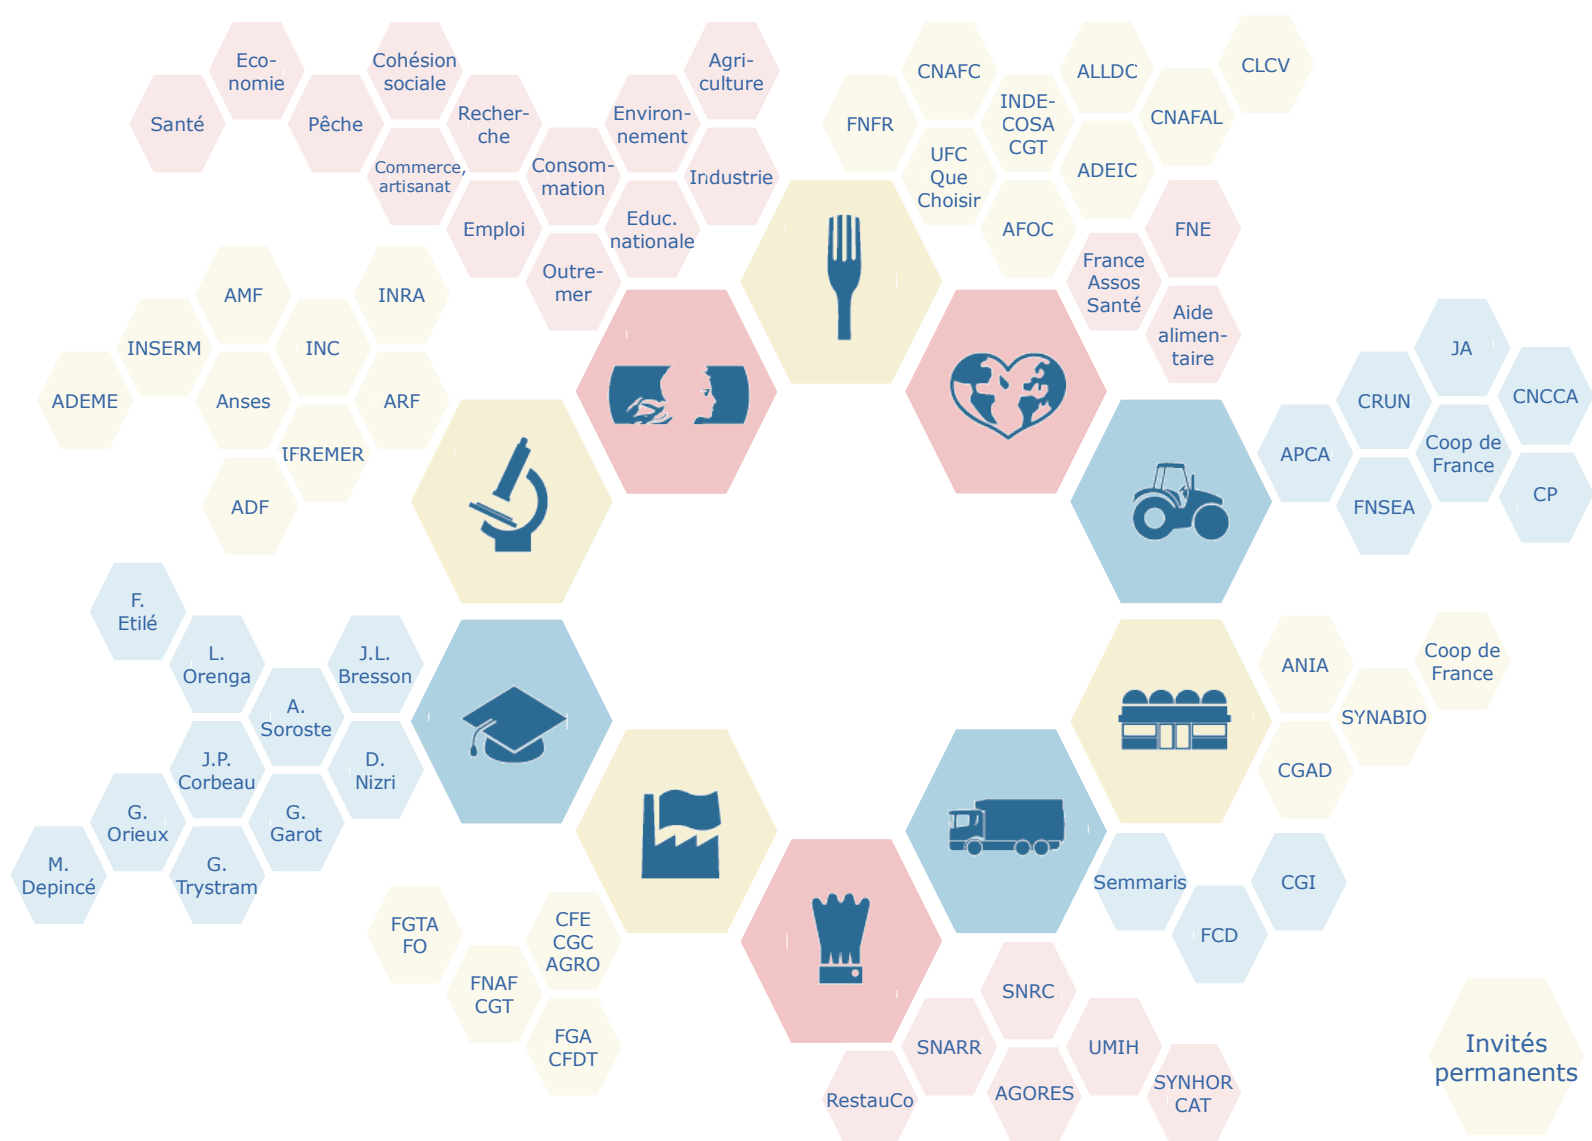 Santé
Eco-
nomie
Pêche
Cohésion
sociale
Commerce,
artisanat
Recher-
che
Emploi
Consom-
mation
Outre-
mer
Environ-
nement
Educ.
nationale
Agri-
culture
Industrie
FNFR
CNAFC
UFC
Que
Choisir
INDE-
COSA
CGT
AFOC
ALLDC
ADEIC
CNAFAL
CLCV
FNE
France
Assos
Santé
Aide
alimen-
taire
AMF
INRA
INSERM
INC
ADEME
Anses
ARF
IFREMER
ADF
JA
CRUN
CNCCA
APCA
Coop de
France
FNSEA
CP
F.
Etilé
L.
Orenga
J.L.
Bresson
A.
Soroste
J.P.
Corbeau
D.
Nizri
G.
Orieux
G.
Garot
M.
Depincé
G.
Trystram
ANIA
Coop de
France
SYNABIO
CGAD
Semmaris
CGI
FCD
FGTA
FO
CFE
CGC
AGRO
FNAF
CGT
FGA
CFDT
SNRC
SNARR
UMIH
RestauCo
AGORES
SYNHOR
CAT
Invités
permanents